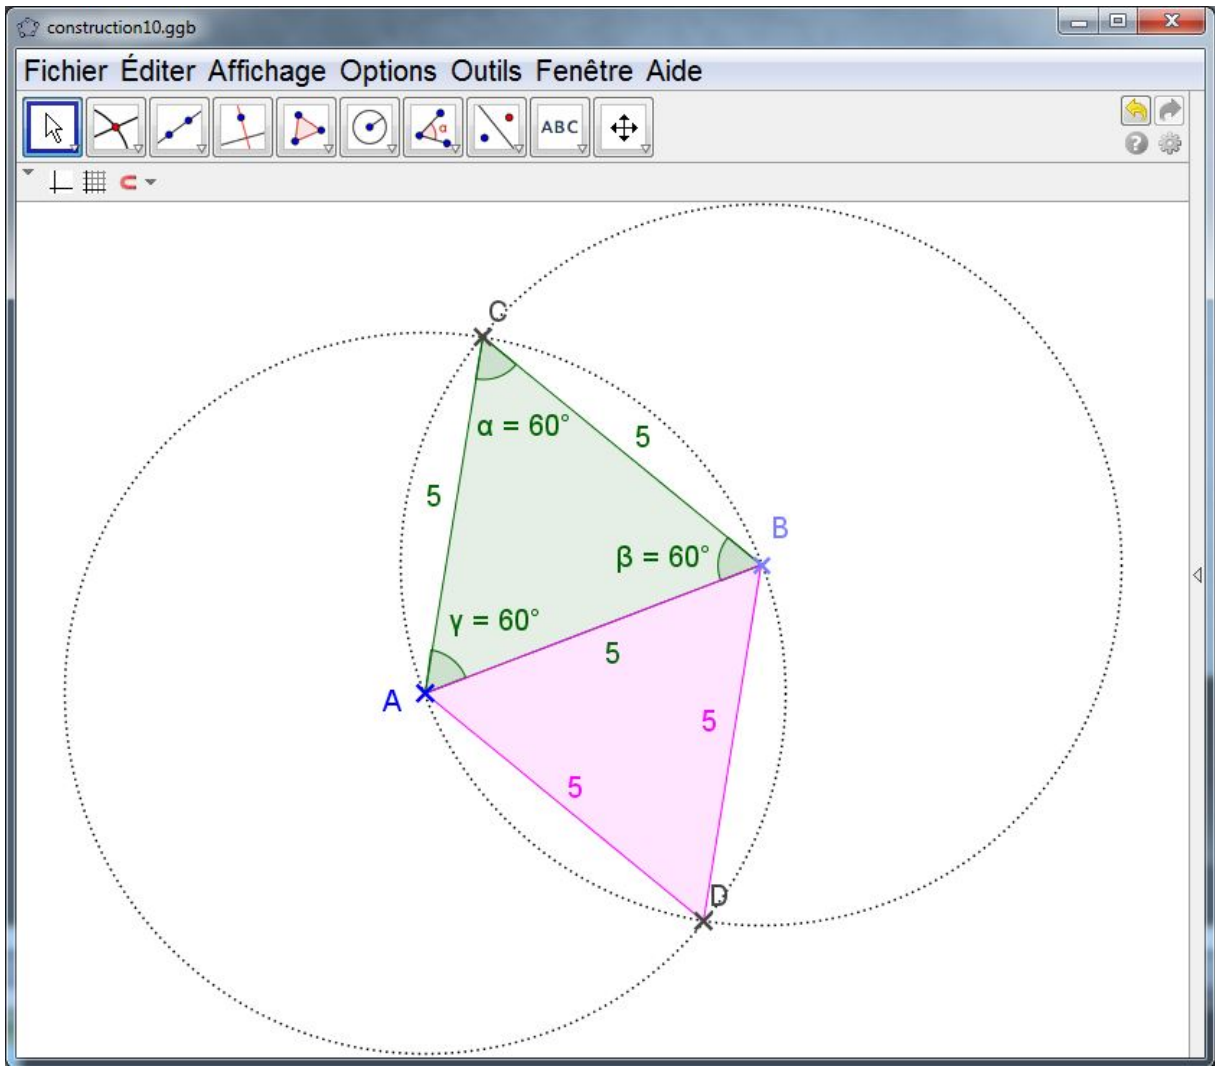 construction10.ggb
Fichier Éditer Affichage Options Outils Fenêtre Aide
ABC
C
α = 60°
5
5
B
β = 60°
γ = 60°
5
A
5
5
D